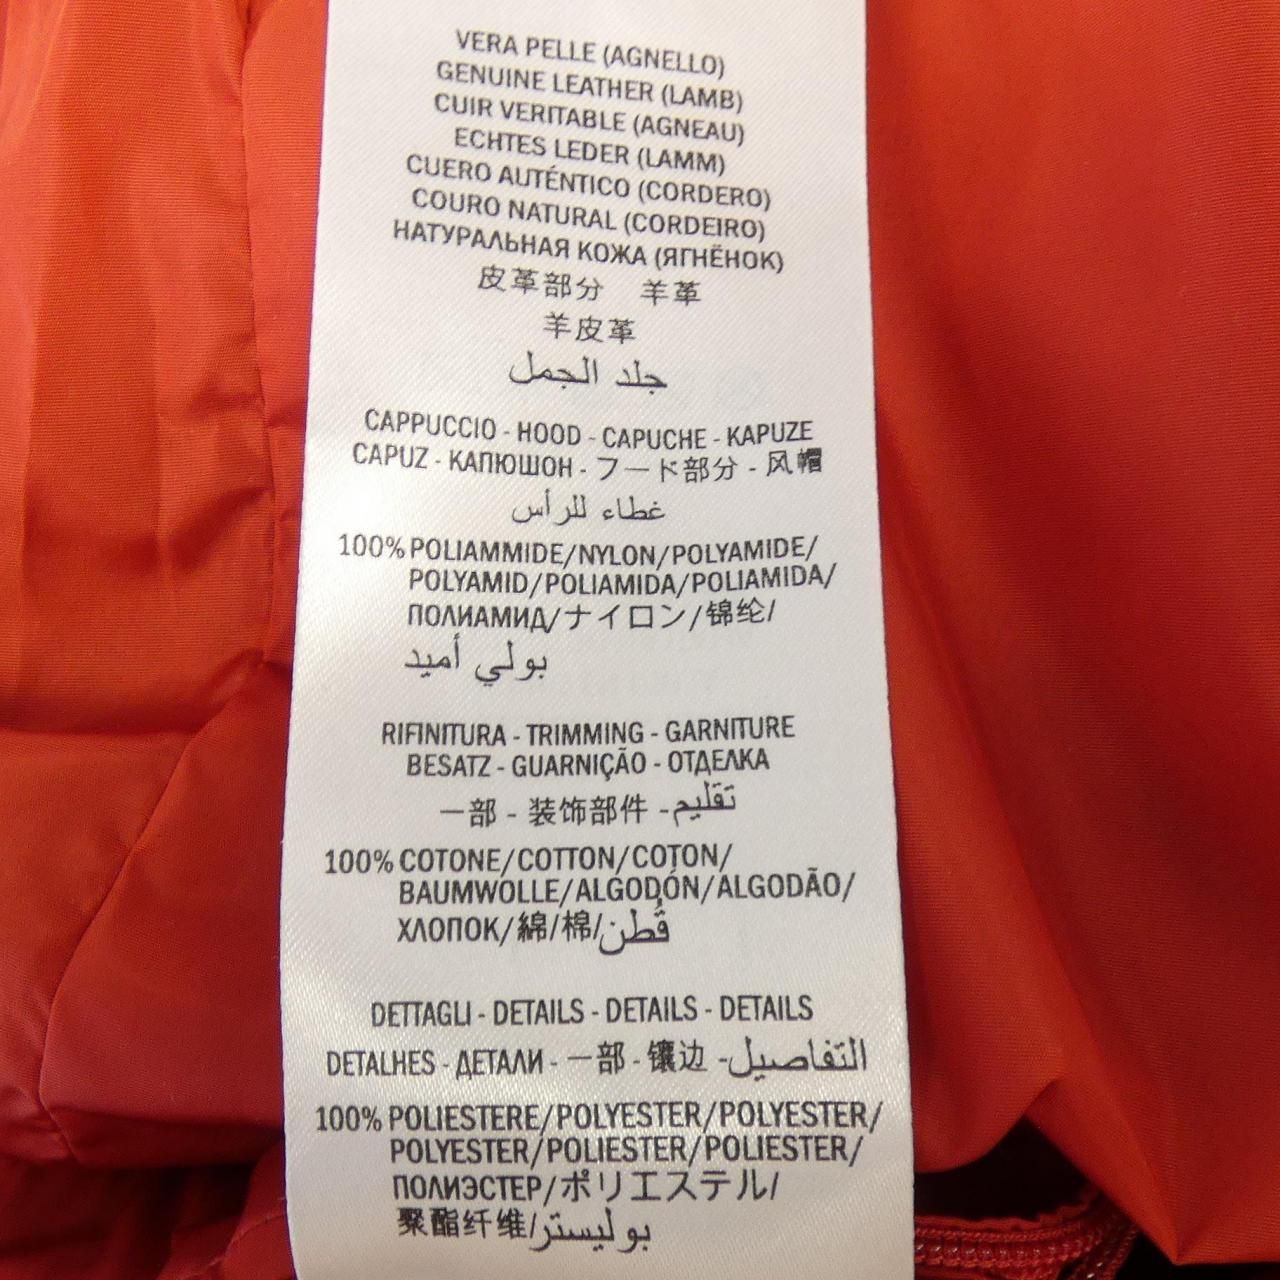 VERA PELLE (AGNELLO)
GENUINE LEATHER (LAMB)
CUIR VERITABLE (AGNEAU)
ECHTES LEDER (LAMM)
CUERO AUTÉNTICO (CORDERO)
COURO NATURAL (CORDEIRO)
НАТУРАЛЬНАЯ КОЖА (ЯГНЁНОК)
皮革部分 羊革
羊皮革
جلد الجمل
CAPPUCCIO - HOOD - CAPUCHE - KAPUZE
CAPUZ - КАПЮШОН - フード部分 - 风帽
غطاء للرأس
100% POLIAMMIDE/NYLON/POLYAMIDE/
POLYAMID/POLIAMIDA/POLIAMIDA/
ПОЛИАМИД/ナイロン/锦纶/
بولي أميد
RIFINITURA - TRIMMING - GARNITURE
BESATZ - GUARNIÇÃO - ОТДЕЛКА
一部 - 装饰部件 - تقليم
100% COTONE/COTTON/COTON/
BAUMWOLLE/ALGODÓN/ALGODÃO/
ХЛОПОК/綿/棉/قُطن
DETTAGLI - DETAILS - DETAILS - DETAILS
DETALHES - ДЕТАЛИ - 一部 - 镶边 - التفاصيل
100% POLIESTERE/POLYESTER/POLYESTER/
POLYESTER/POLIESTER/POLIESTER/
ПОЛИЭСТЕР/ポリエステル/
聚酯纤维/بوليستر